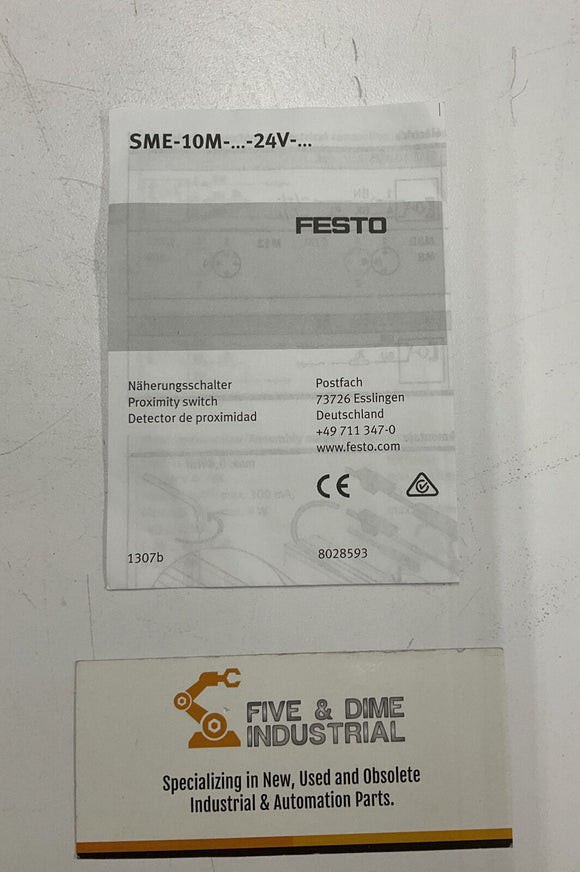 SME-10M-...-24V-...
FESTO
Näherungsschalter
Proximity switch
Detector de proximidad
Postfach
73726 Esslingen
Deutschland
+49 711 347-0
www.festo.com
CE
1307b
8028593
FIVE & DIME
INDUSTRIAL
Specializing in New, Used and Obsolete
Industrial & Automation Parts.